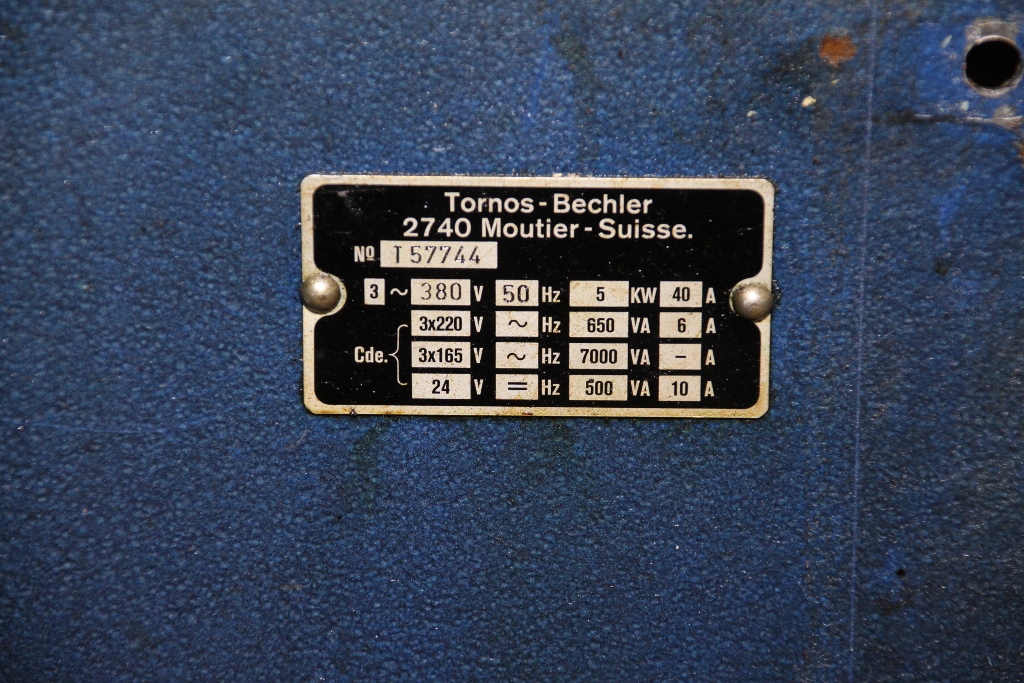 Tornos-Bechler
2740 Moutier-Suisse.
Nº T 57744
3 ~ 380 V 50 Hz 5 KW 40 A
3x220 V ~ Hz 650 VA 6 A
Cde. 3x165 V ~ Hz 7000 VA - A
24 V = Hz 500 VA 10 A